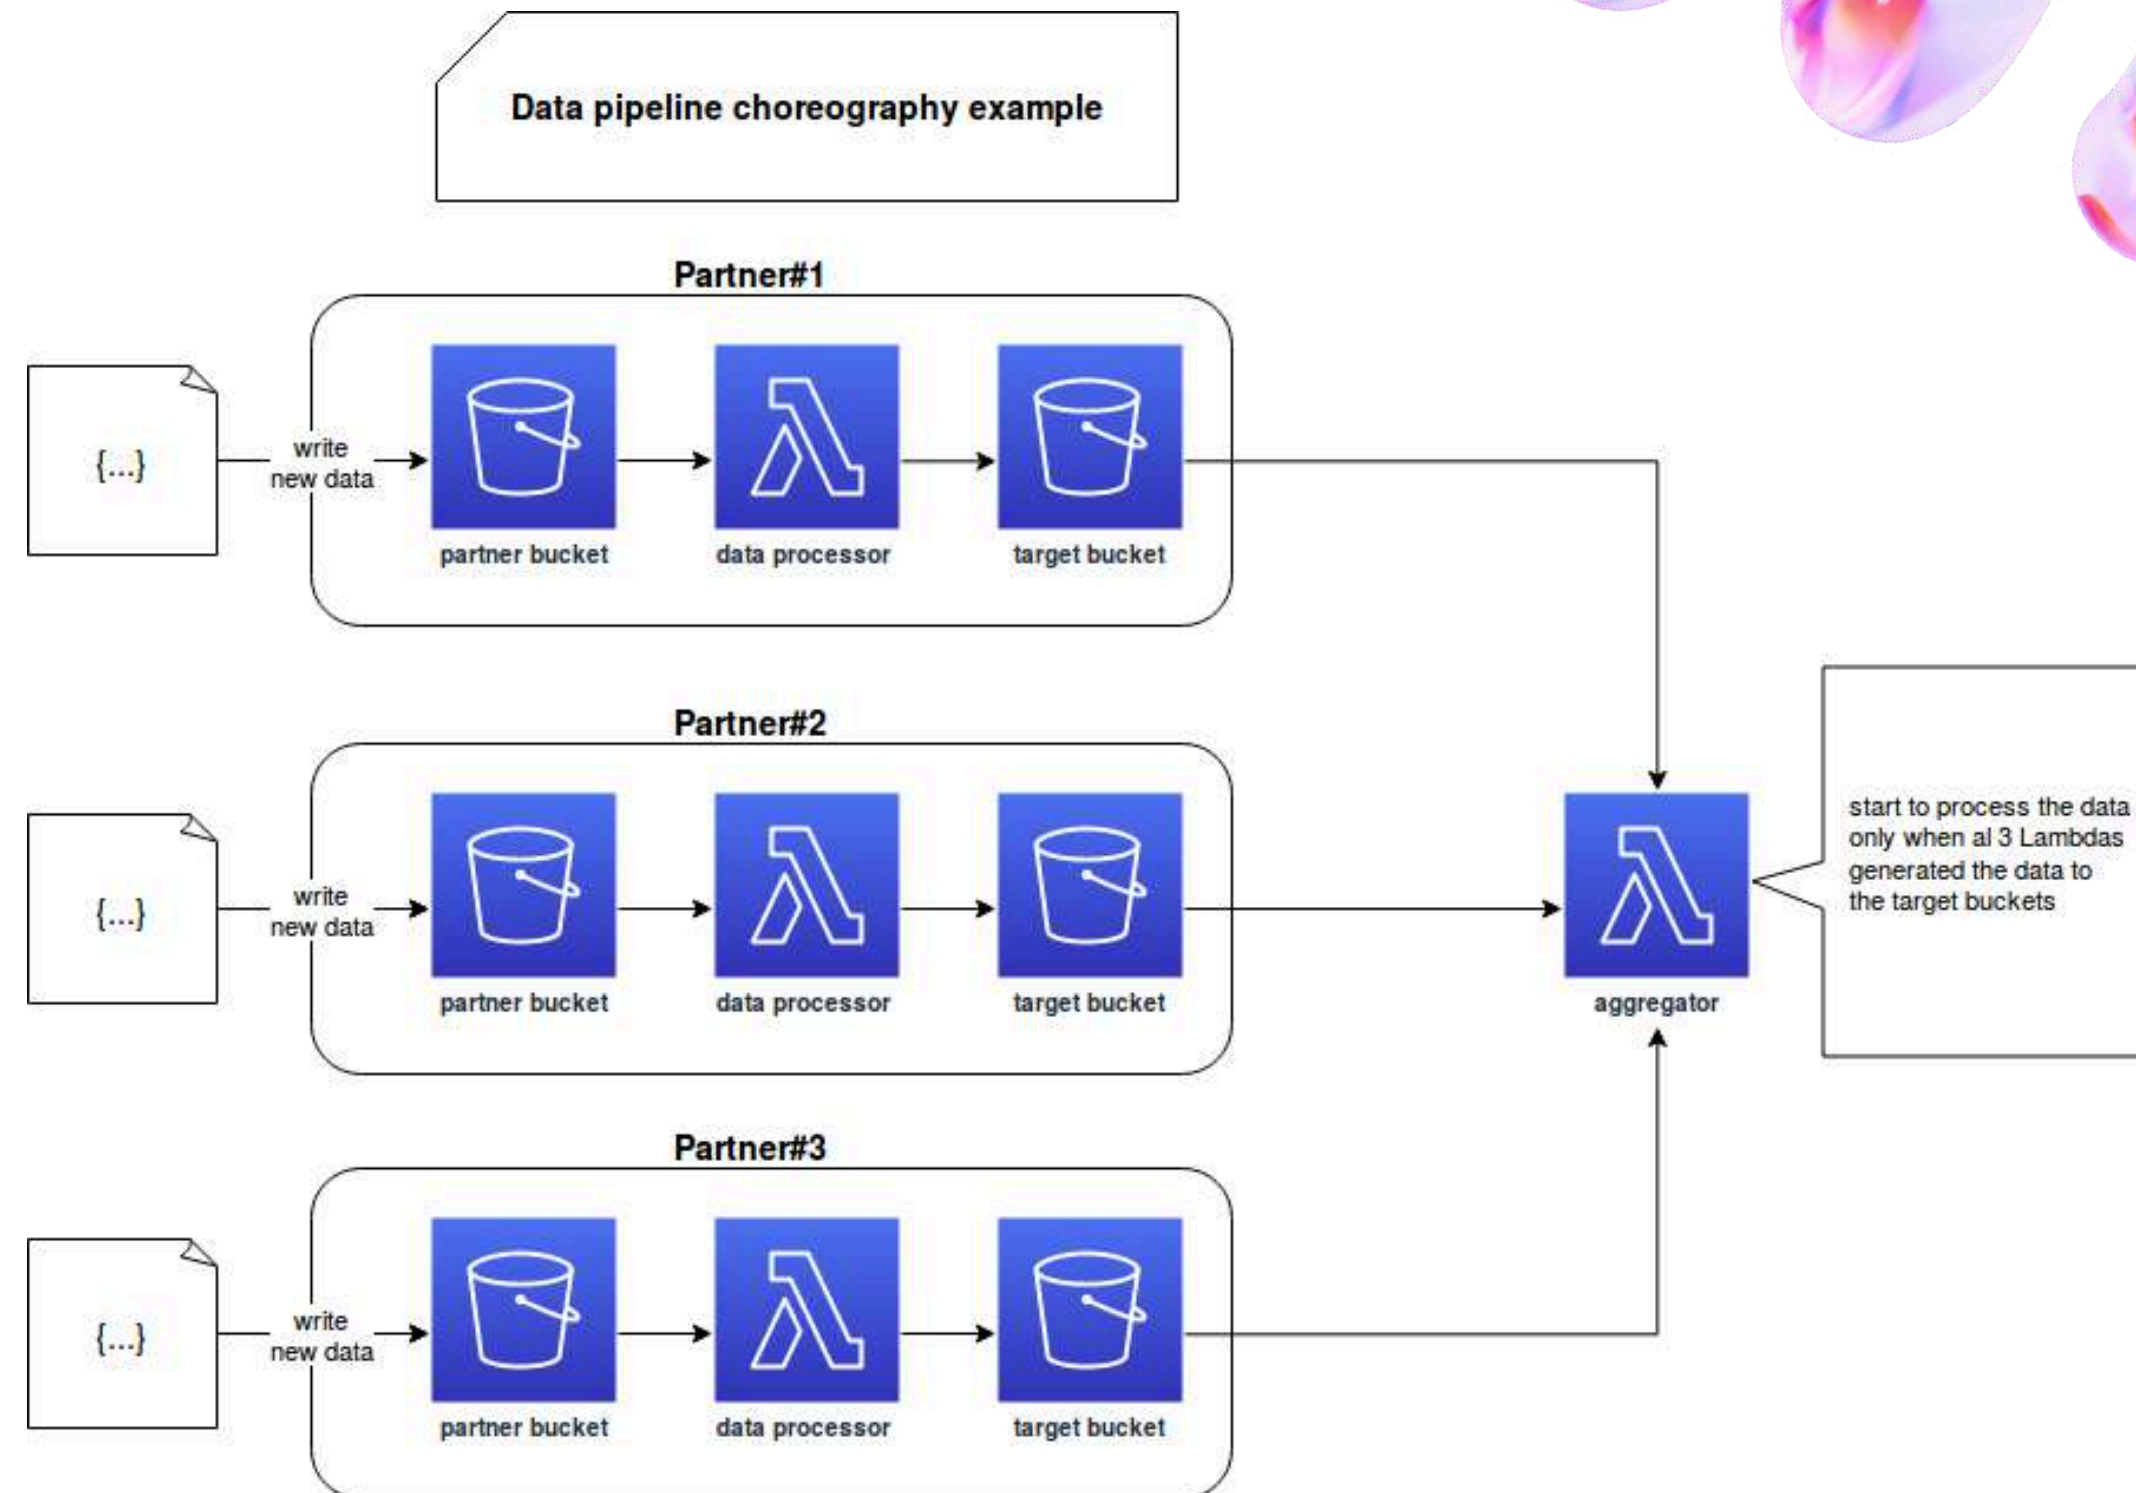 Data pipeline choreography example
Partner#1
{...}
write
new data
partner bucket
data processor
target bucket
Partner#2
{...}
write
new data
partner bucket
data processor
target bucket
aggregator
start to process the data
only when al 3 Lambdas
generated the data to
the target buckets
Partner#3
{...}
write
new data
partner bucket
data processor
target bucket